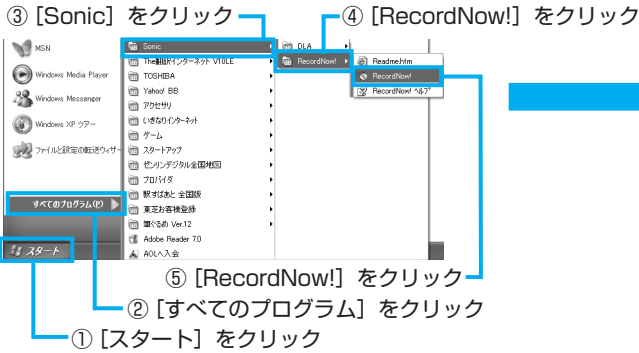 ③ [Sonic] をクリック
④ [RecordNow!] をクリック
MSN
Windows Media Player
Windows Messenger
Windows XP ツアー
ファイルと設定の転送ウィザー
すべてのプログラム(P)
スタート
Sonic
The翻訳インターネット V10LE
TOSHIBA
Yahoo! BB
アクセサリ
いきなりインターネット
ゲーム
スタートアップ
ゼンリンデジタル全国地図
プロバイダ
駅すぱあと 全国版
東芝お客様登録
筆ぐるめ Ver.12
Adobe Reader 7.0
AOLへ入会
DLA
RecordNow!
Readme.htm
RecordNow!
RecordNow! ヘルプ
⑤ [RecordNow!] をクリック
② [すべてのプログラム] をクリック
① [スタート] をクリック